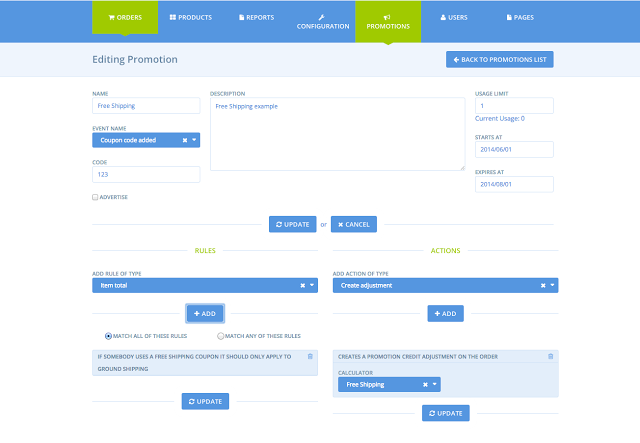 ORDERS PRODUCTS REPORTS CONFIGURATION PROMOTIONS USERS PAGES
Editing Promotion BACK TO PROMOTIONS LIST
NAME DESCRIPTION USAGE LIMIT
Free Shipping Free Shipping example 1
Current Usage: 0
EVENT NAME
Coupon code added STARTS AT
2014/06/01
CODE
123 EXPIRES AT
2014/08/01
ADVERTISE
UPDATE or CANCEL
RULES ACTIONS
ADD RULE OF TYPE ADD ACTION OF TYPE
Item total Create adjustment
ADD ADD
MATCH ALL OF THESE RULES MATCH ANY OF THESE RULES
IF SOMEBODY USES A FREE SHIPPING COUPON IT SHOULD ONLY APPLY TO CREATES A PROMOTION CREDIT ADJUSTMENT ON THE ORDER
GROUND SHIPPING CALCULATOR
Free Shipping
UPDATE UPDATE